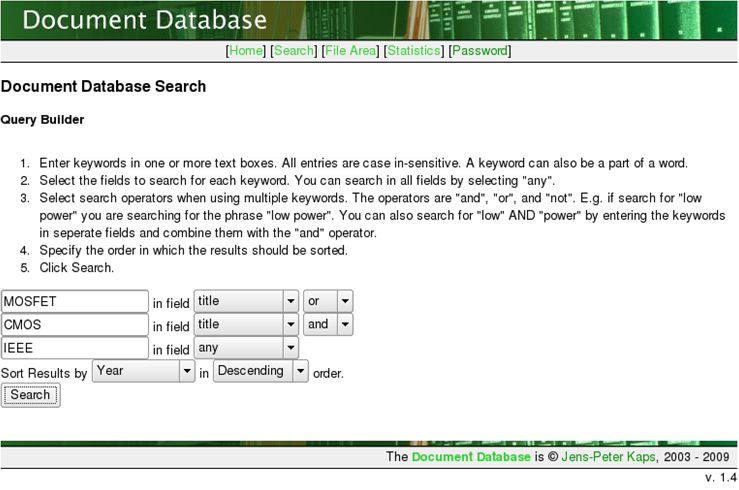 Document Database
[Home] [Search] [File Area] [Statistics] [Password]
Document Database Search
Query Builder
1. Enter keywords in one or more text boxes. All entries are case in-sensitive. A keyword can also be a part of a word.
2. Select the fields to search for each keyword. You can search in all fields by selecting "any".
3. Select search operators when using multiple keywords. The operators are "and", "or", and "not". E.g. if search for "low
power" you are searching for the phrase "low power". You can also search for "low" AND "power" by entering the keywords
in seperate fields and combine them with the "and" operator.
4. Specify the order in which the results should be sorted.
5. Click Search.
MOSFET in field title or
CMOS in field title and
IEEE in field any
Sort Results by Year in Descending order.
Search
The Document Database is © Jens-Peter Kaps, 2003 - 2009
v. 1.4